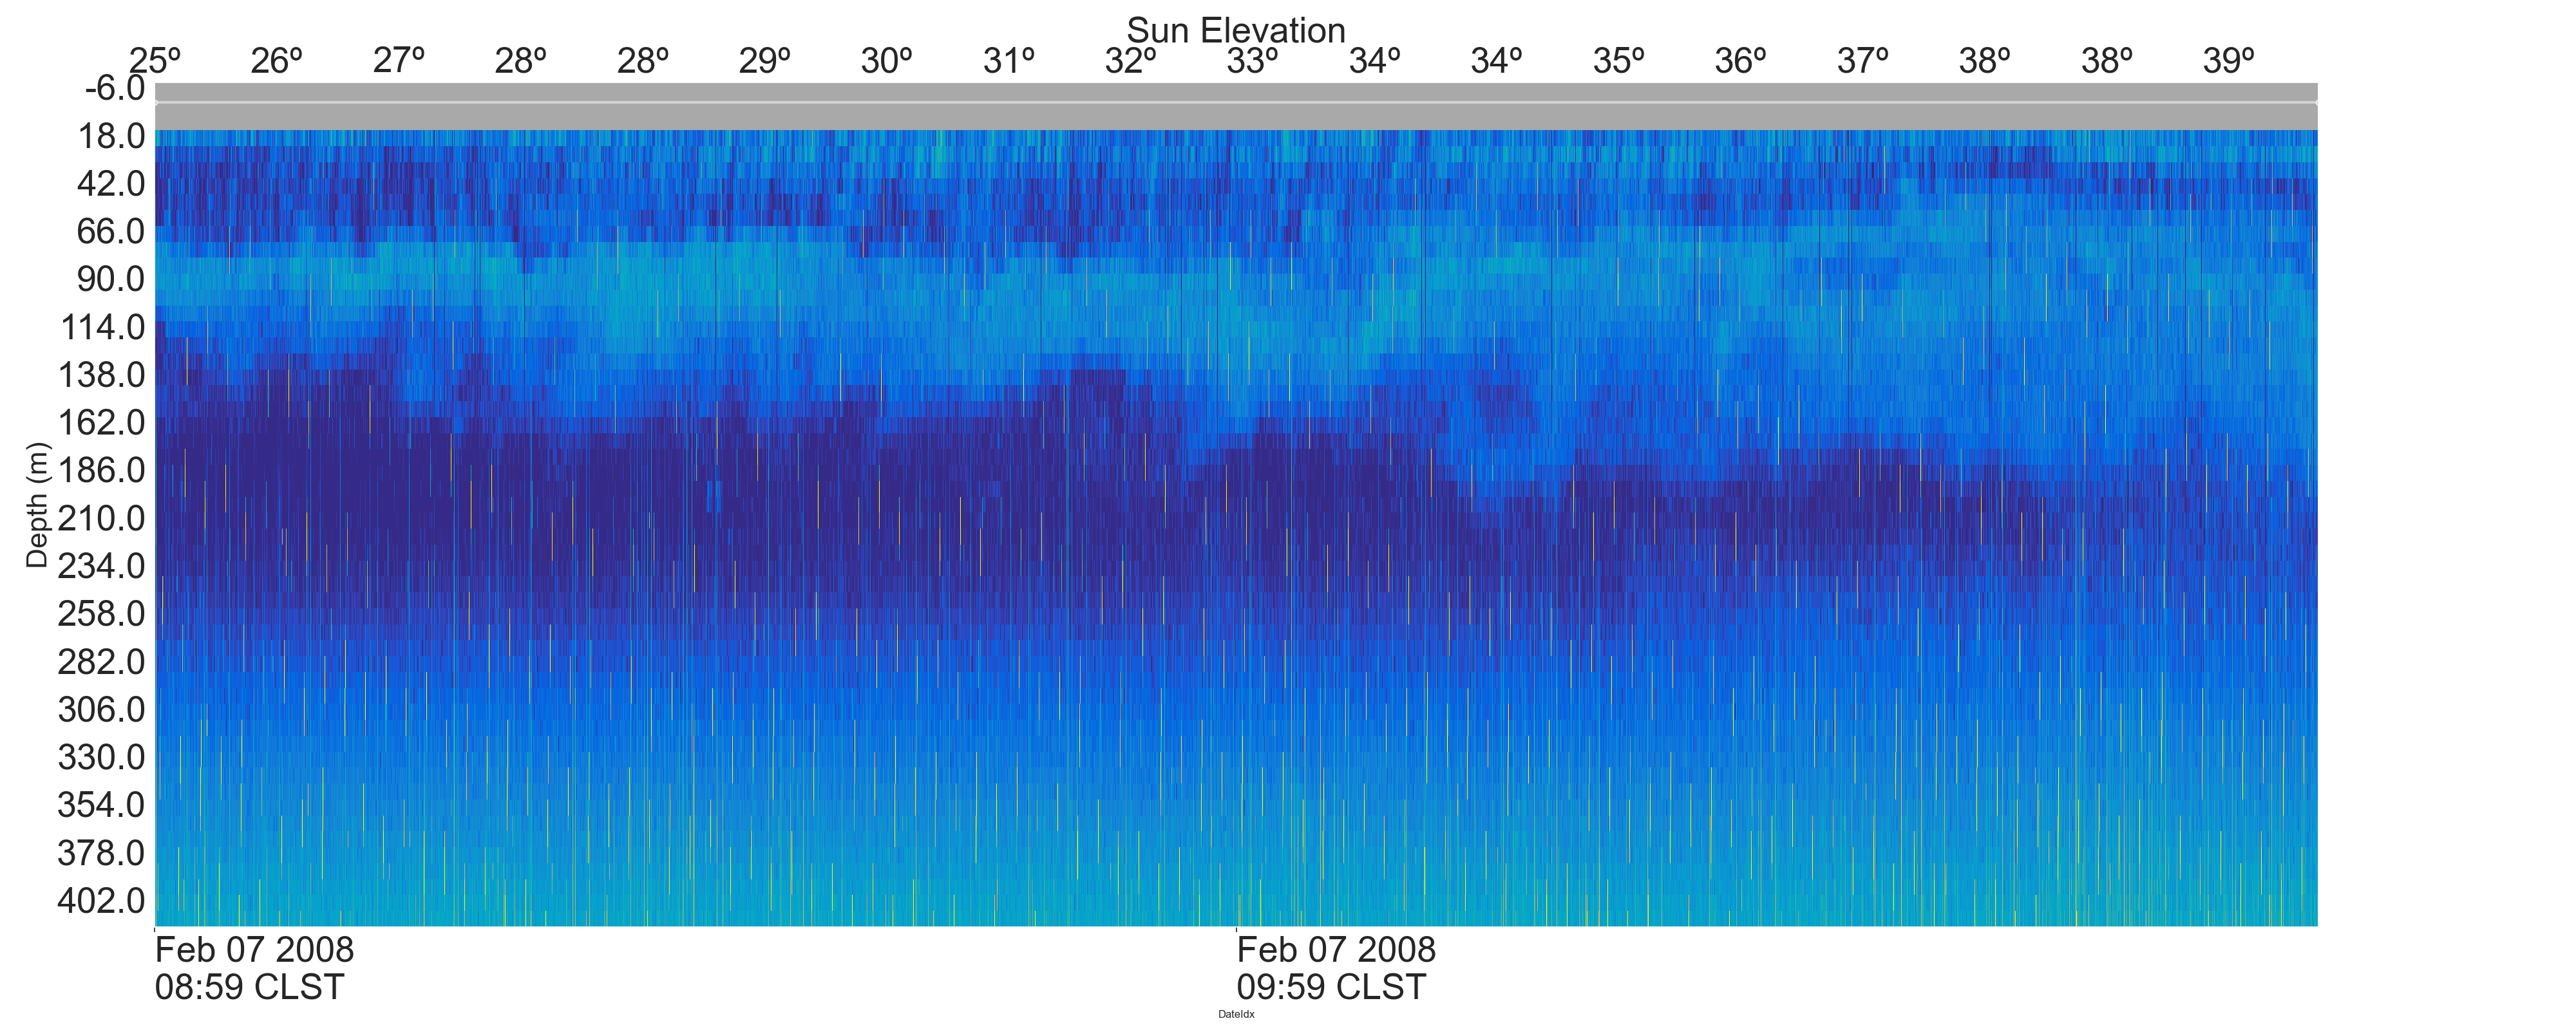 Sun Elevation
25º 26º 27º 28º 28º 29º 30º 31º 32º 33º 34º 34º 35º 36º 37º 38º 38º 39º
-6.0
18.0
42.0
66.0
90.0
114.0
138.0
162.0
186.0
210.0
234.0
258.0
282.0
306.0
330.0
354.0
378.0
402.0
Depth (m)
Feb 07 2008
08:59 CLST
Feb 07 2008
09:59 CLST
DateIdx